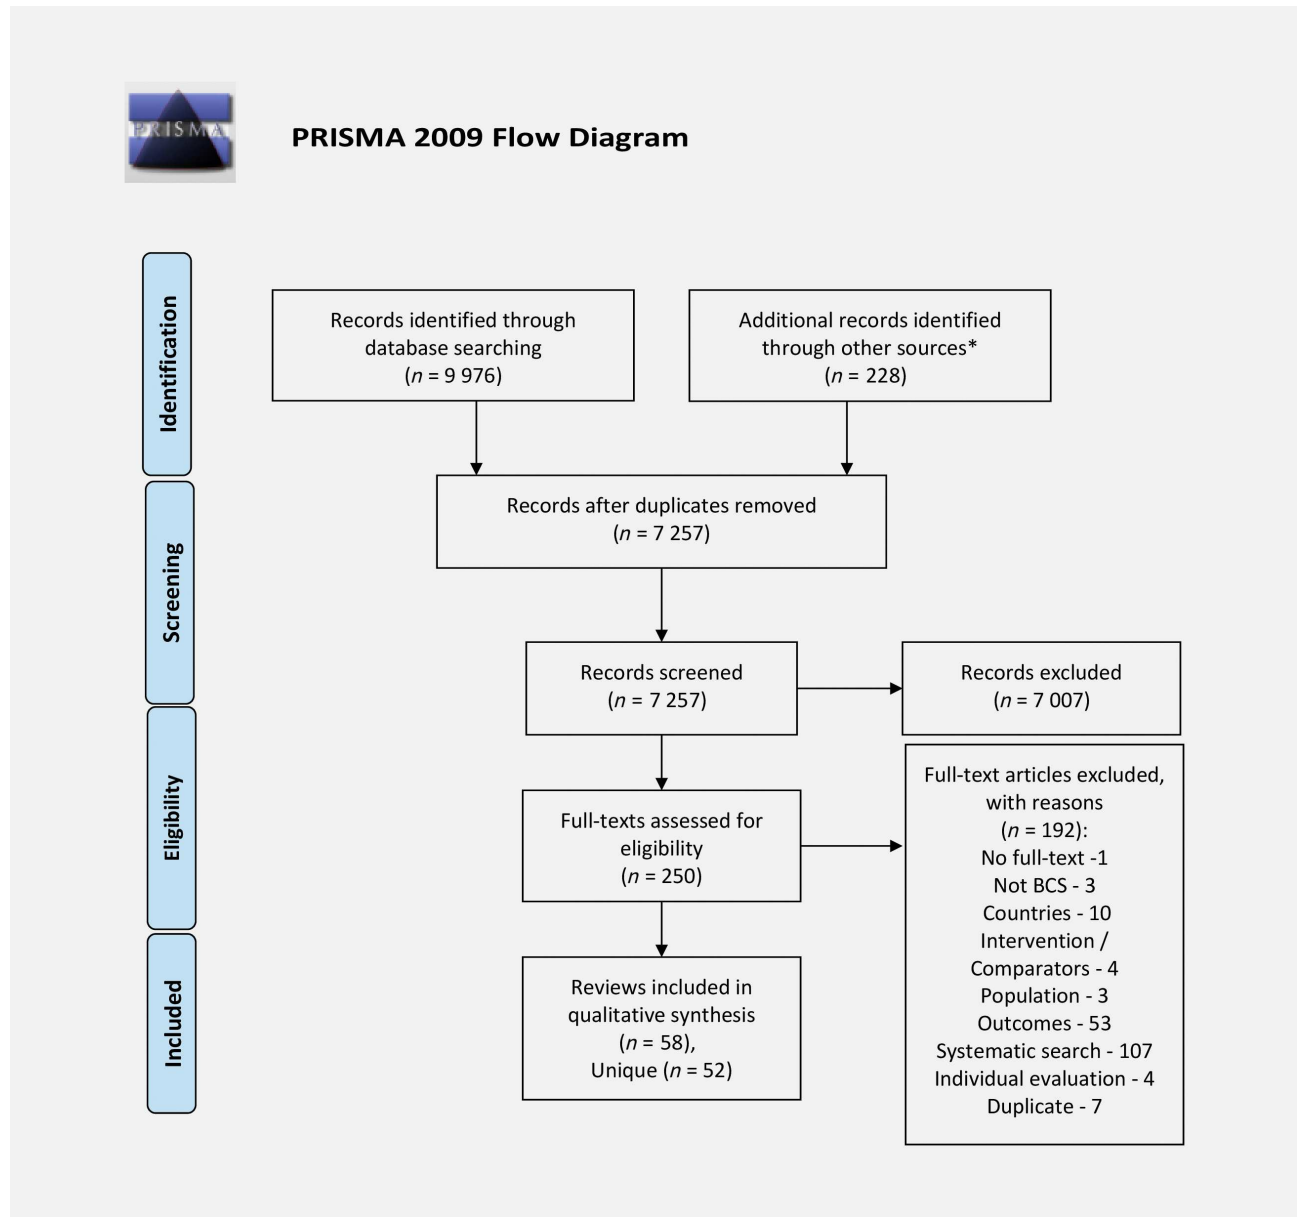 PRISMA
PRISMA 2009 Flow Diagram
Identification
Records identified through
database searching
(n = 9 976)
Additional records identified
through other sources*
(n = 228)
Screening
Records after duplicates removed
(n = 7 257)
Records screened
(n = 7 257)
Records excluded
(n = 7 007)
Eligibility
Full-texts assessed for
eligibility
(n = 250)
Full-text articles excluded,
with reasons
(n = 192):
No full-text -1
Not BCS - 3
Countries - 10
Intervention /
Comparators - 4
Population - 3
Outcomes - 53
Systematic search - 107
Individual evaluation - 4
Duplicate - 7
Included
Reviews included in
qualitative synthesis
(n = 58),
Unique (n = 52)